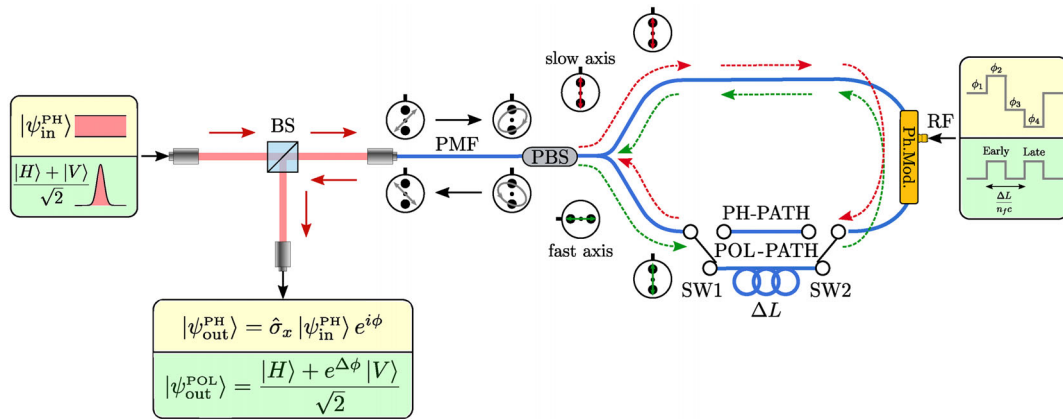 |ψ_in^PH⟩
|H⟩ + |V⟩
√2
BS
PMF
PBS
slow axis
fast axis
PH-PATH
POL-PATH
SW1
SW2
ΔL
Ph.Mod.
RF
ϕ₁
ϕ₂
ϕ₃
ϕ₄
Early
Late
ΔL
n_f c
|ψ_out^PH⟩ = σ̂_x |ψ_in^PH⟩ e^{iϕ}
|ψ_out^POL⟩ = |H⟩ + e^{Δϕ} |V⟩
√2